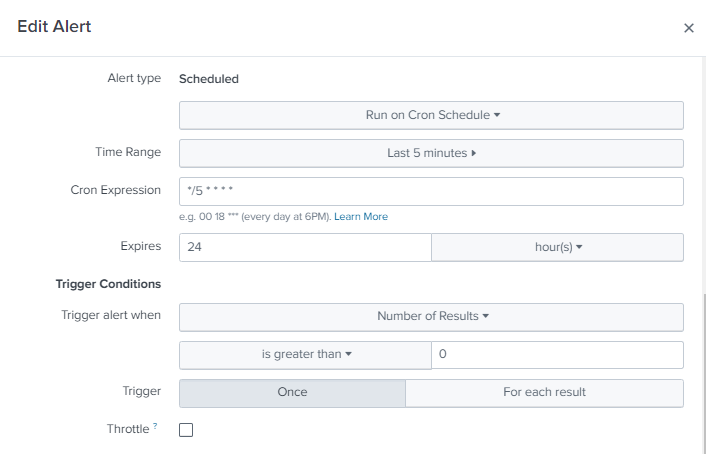 Edit Alert
Alert type Scheduled
Run on Cron Schedule
Time Range Last 5 minutes
Cron Expression */5 * * * *
e.g. 00 18 *** (every day at 6PM). Learn More
Expires 24 hour(s)
Trigger Conditions
Trigger alert when Number of Results
is greater than 0
Trigger Once For each result
Throttle ?